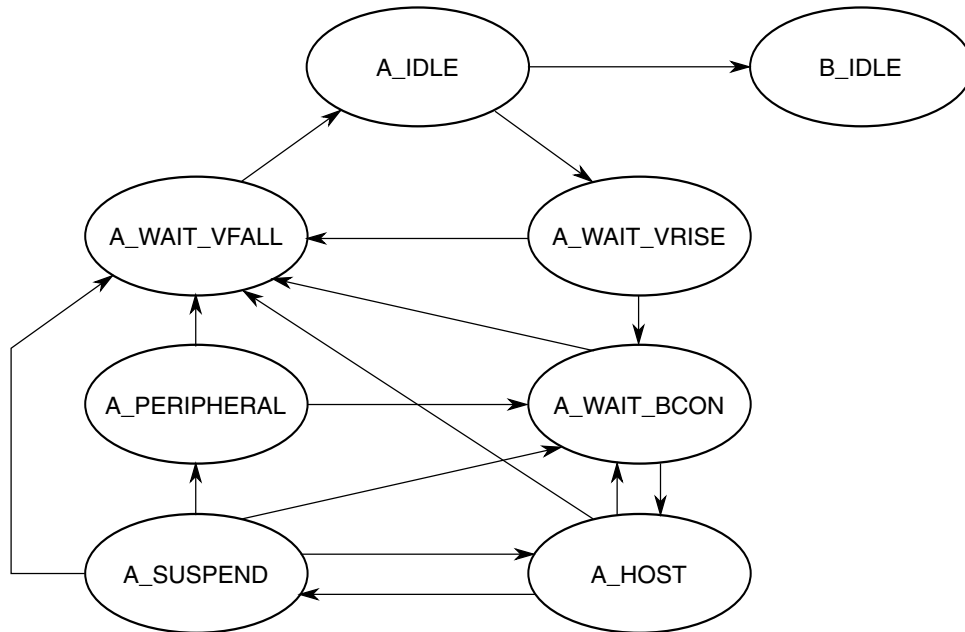 A_IDLE
B_IDLE
A_WAIT_VFALL
A_WAIT_VRISE
A_PERIPHERAL
A_WAIT_BCON
A_SUSPEND
A_HOST